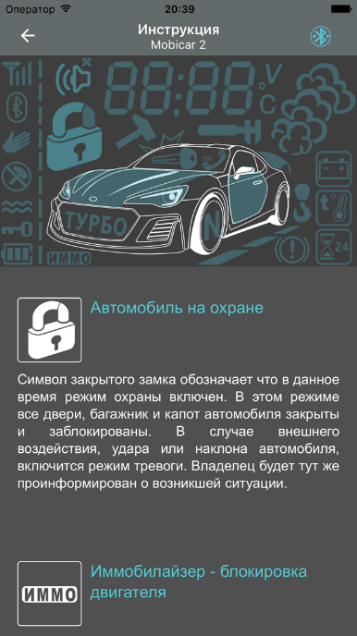 Оператор 20:39
Инструкция
Mobicar 2
88:88
V
C
ТУРБО
N
t°
ИММО
24
Автомобиль на охране
Символ закрытого замка обозначает что в данное
время режим охраны включен. В этом режиме
все двери, багажник и капот автомобиля закрыты
и заблокированы. В случае внешнего
воздействия, удара или наклона автомобиля,
включится режим тревоги. Владелец будет тут же
проинформирован о возникшей ситуации.
ИММО
Иммобилайзер - блокировка
двигателя